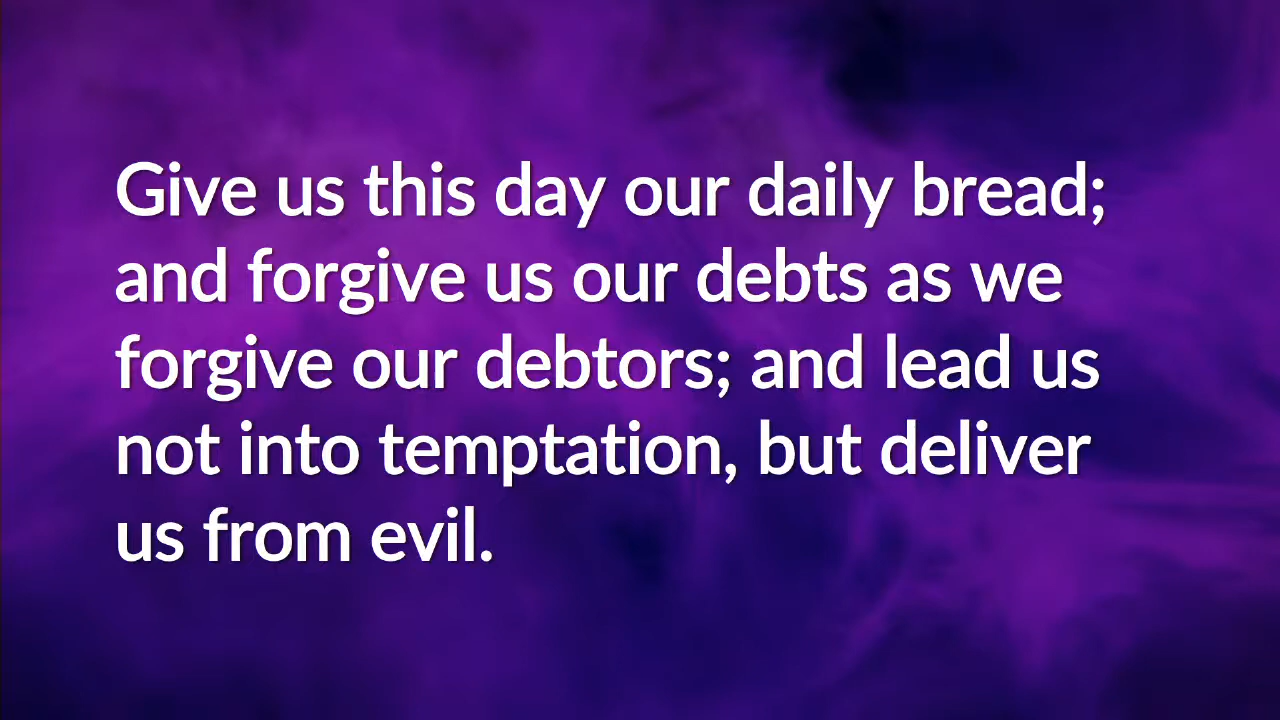 Give us this day our daily bread;
and forgive us our debts as we
forgive our debtors; and lead us
not into temptation, but deliver
us from evil.